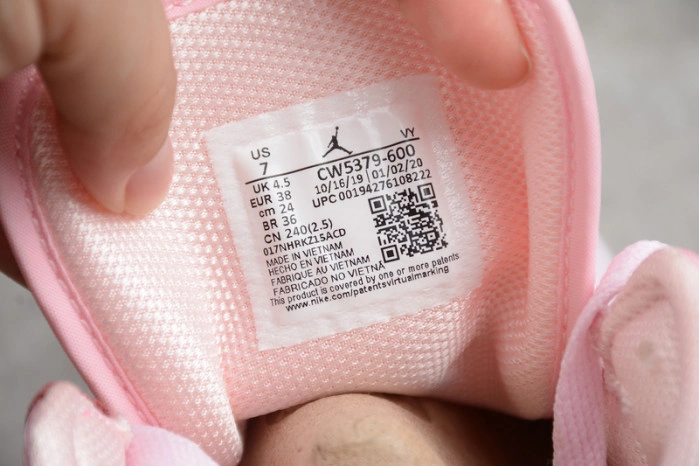 US
7
VY
CW5379-600
UK 4.5
10/16/19 01/02/20
EUR 38
UPC 00194276108222
cm 24
BR 36
CN 240(2.5)
017NHRKZ15ACD
MADE IN VIETNAM
HECHO EN VIETNAM
FABRIQUE AU VIETNAM
FABRICADO NO VIETNA
This product is covered by one or more patents
www.nike.com/patentsvirtualmarking